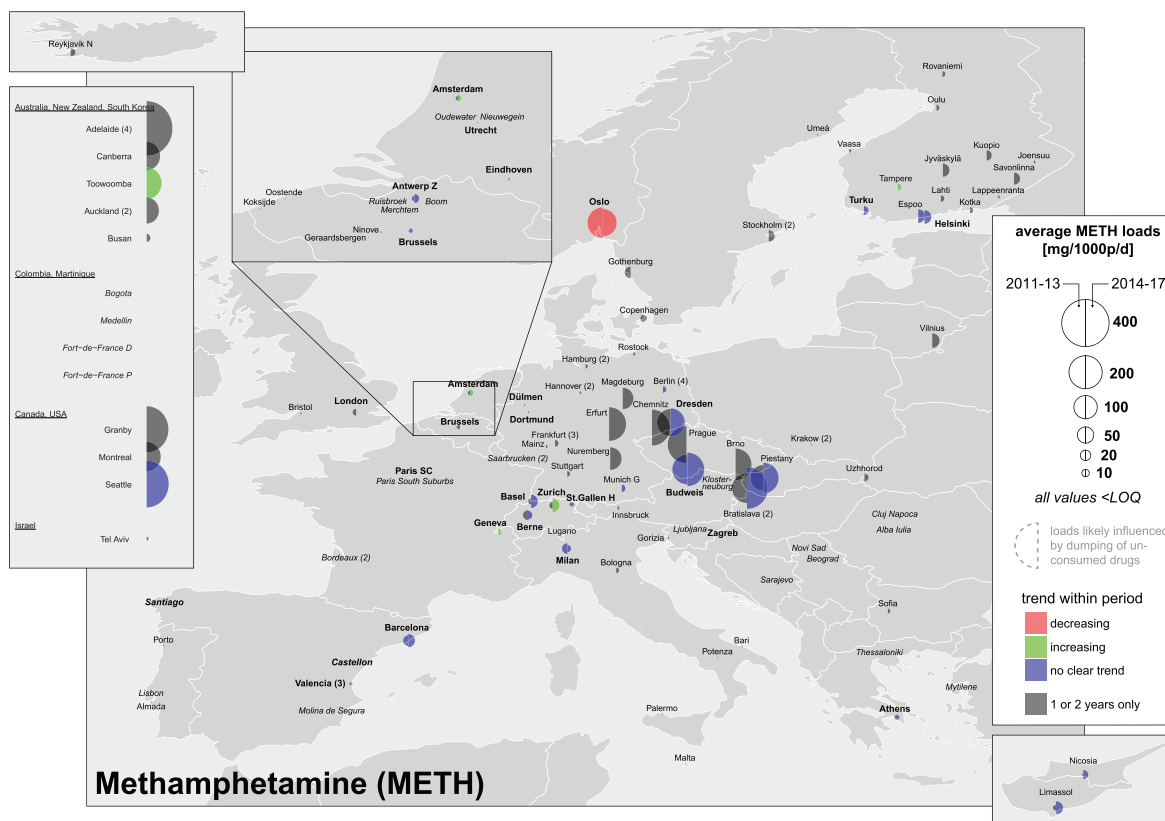 Reykjavik N
Australia, New Zealand, South Korea
Adelaide (4)
Canberra
Toowoomba
Auckland (2)
Busan
Colombia, Martinique
Bogota
Medellin
Fort−de−France D
Fort−de−France P
Canada, USA
Granby
Montreal
Seattle
Israel
Tel Aviv
Amsterdam
Oudewater Nieuwegein
Utrecht
Eindhoven
Antwerp Z
Oostende
Koksijde
Ruisbroek Boom
Merchtem
Ninove
Geraardsbergen
Brussels
Rovaniemi
Oulu
Umeå
Vaasa
Kuopio
Jyväskylä
Joensuu
Savonlinna
Tampere
Lahti
Lappeenranta
Turku
Espoo
Kotka
Helsinki
Oslo
Stockholm (2)
Gothenburg
Copenhagen
Vilnius
Rostock
Hamburg (2)
Hannover (2)
Magdeburg
Berlin (4)
Amsterdam
Dülmen
London
Bristol
Chemnitz
Dresden
Erfurt
Brussels
Dortmund
Frankfurt (3)
Mainz
Prague
Krakow (2)
Brno
Saarbrucken (2)
Nuremberg
Piestany
Stuttgart
Uzhhorod
Paris SC
Paris South Suburbs
Munich G
Kloster-
neuburg
Budweis
Basel
Zurich
St.Gallen H
Bratislava (2)
Innsbruck
Cluj Napoca
Geneva
Berne
Lugano
Gorizia
Ljubljana
Zagreb
Alba Iulia
Milan
Novi Sad
Beograd
Bordeaux (2)
Bologna
Sarajevo
Santiago
Sofia
Porto
Barcelona
Bari
Potenza
Castellon
Thessaloniki
Valencia (3)
Lisbon
Almada
Molina de Segura
Mytilene
Palermo
Athens
Malta
Methamphetamine (METH)
average METH loads
[mg/1000p/d]
2011-13
2014-17
400
200
100
50
20
10
all values <LOQ
loads likely influenced
by dumping of un-
consumed drugs
trend within period
decreasing
increasing
no clear trend
1 or 2 years only
Nicosia
Limassol